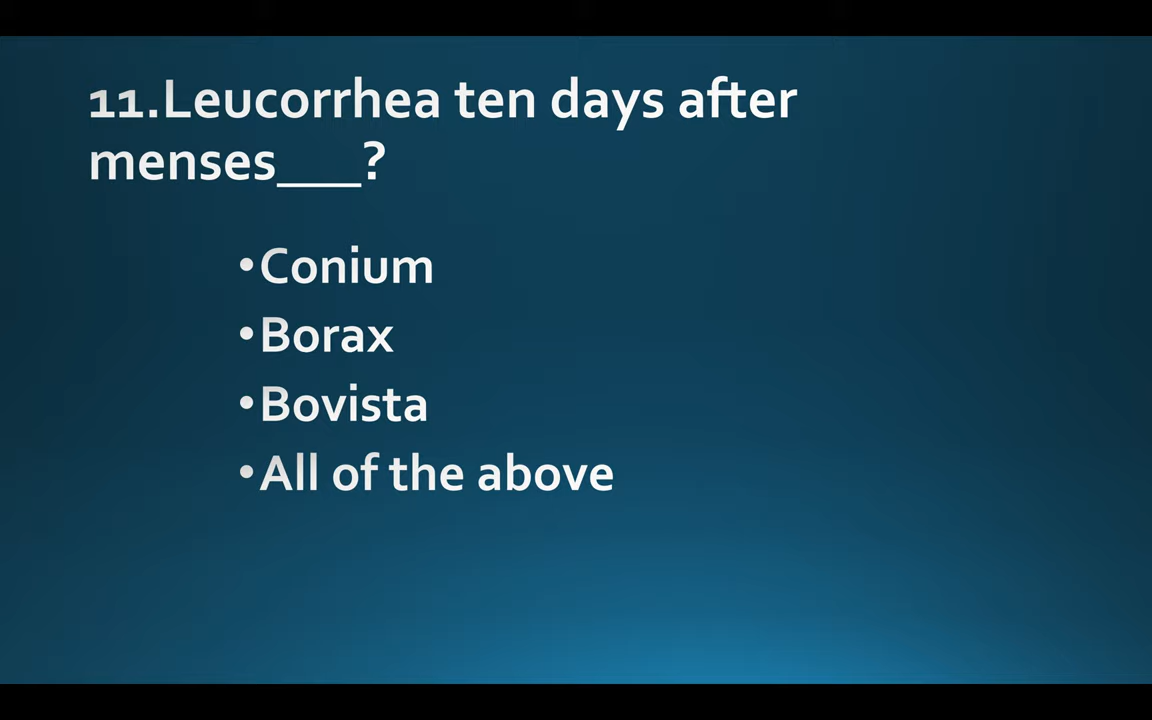 11.Leucorrhea ten days after
menses___?
•Conium
•Borax
•Bovista
•All of the above